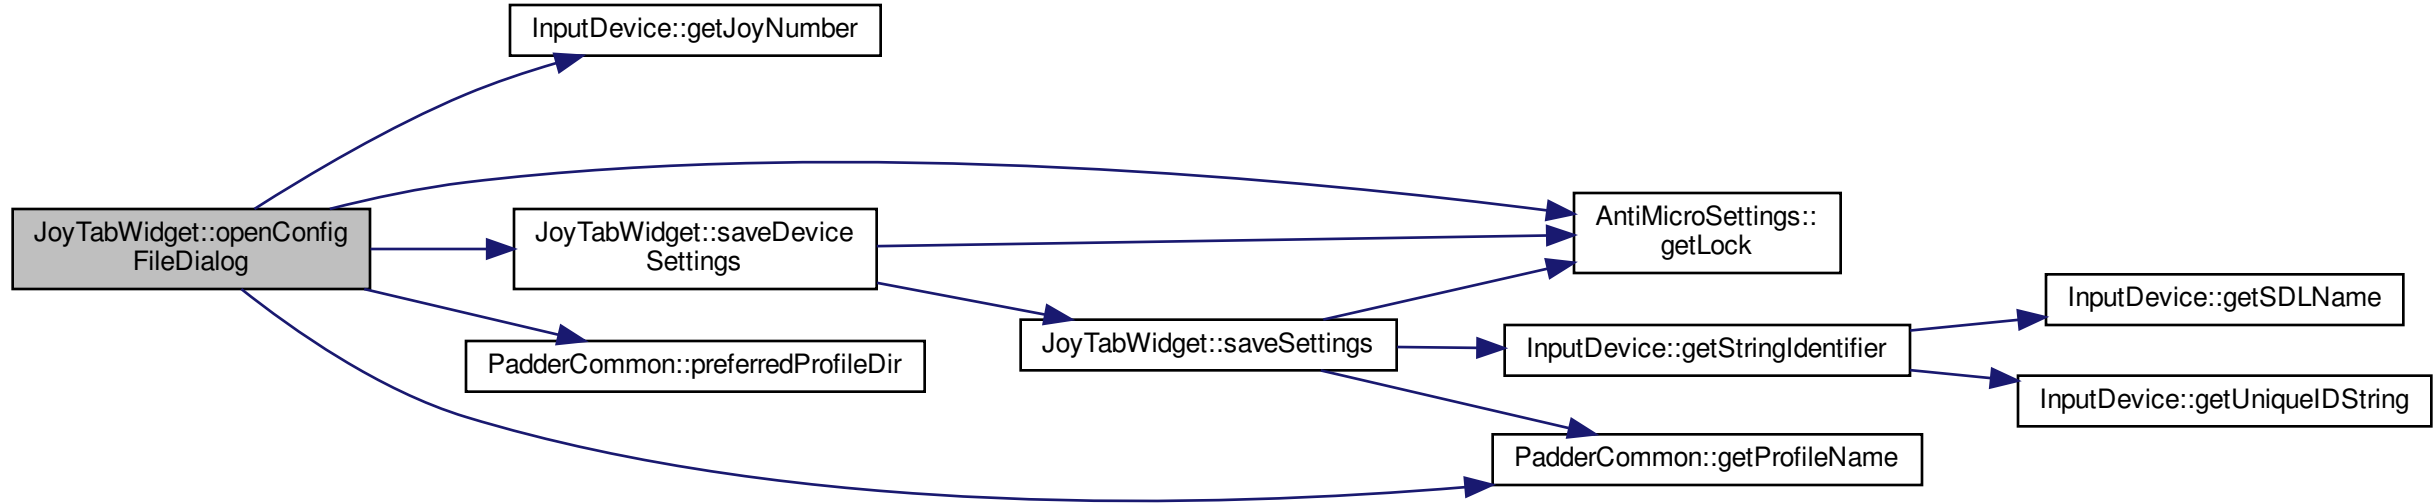 InputDevice::getJoyNumber
JoyTabWidget::openConfig
FileDialog
JoyTabWidget::saveDevice
Settings
AntiMicroSettings::
getLock
PadderCommon::preferredProfileDir
JoyTabWidget::saveSettings
InputDevice::getStringIdentifier
InputDevice::getSDLName
InputDevice::getUniqueIDString
PadderCommon::getProfileName